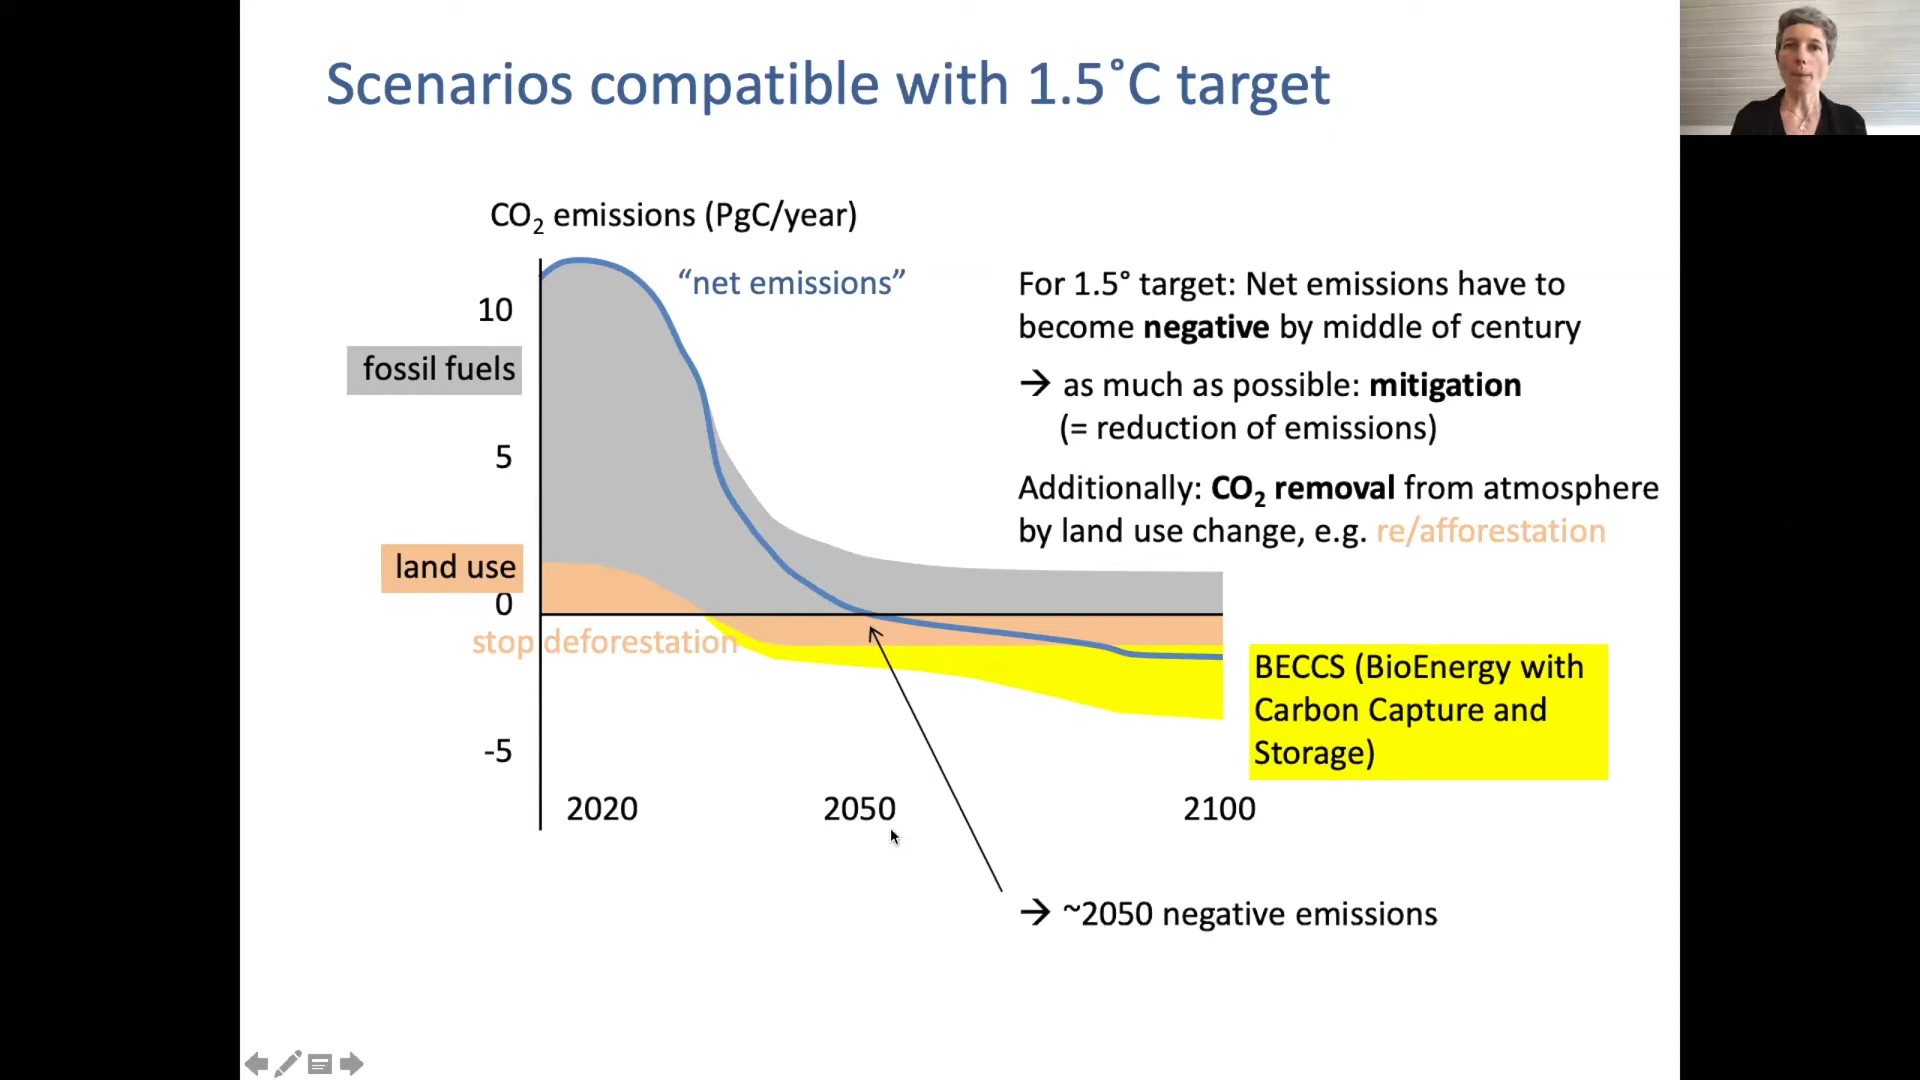 Scenarios compatible with 1.5˚C target
CO₂ emissions (PgC/year)
“net emissions”
10
fossil fuels
5
land use
0
stop deforestation
-5
2020
2050
2100
For 1.5° target: Net emissions have to
become negative by middle of century
→ as much as possible: mitigation
(= reduction of emissions)
Additionally: CO₂ removal from atmosphere
by land use change, e.g. re/afforestation
BECCS (BioEnergy with
Carbon Capture and
Storage)
→ ~2050 negative emissions